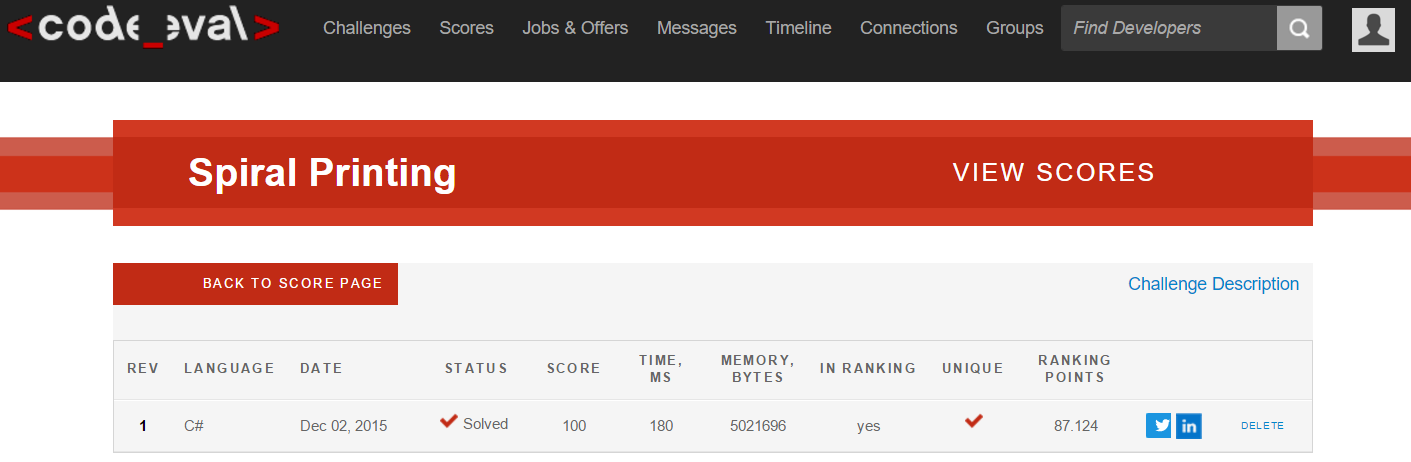 <code_eval>
Challenges Scores Jobs & Offers Messages Timeline Connections Groups Find Developers
Spiral Printing VIEW SCORES
BACK TO SCORE PAGE Challenge Description
REV LANGUAGE DATE STATUS SCORE TIME, MS MEMORY, BYTES IN RANKING UNIQUE RANKING POINTS
1 C# Dec 02, 2015 Solved 100 180 5021696 yes 87.124 in DELETE